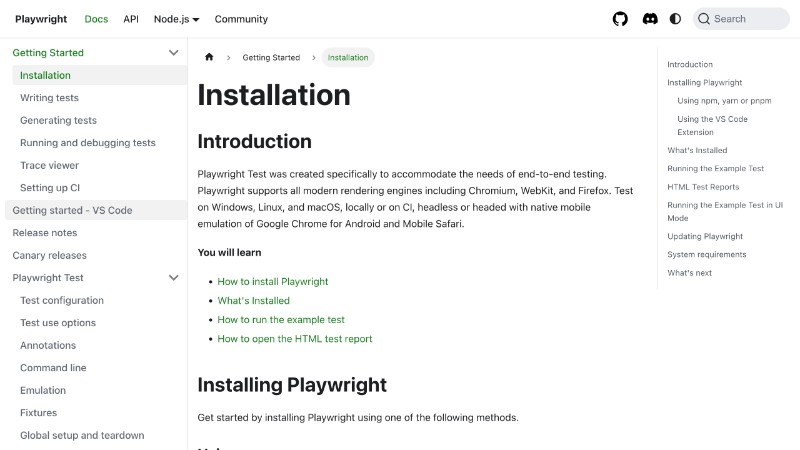 Playwright Docs API Node.js Community Search
Getting Started
Installation
Writing tests
Generating tests
Running and debugging tests
Trace viewer
Setting up CI
Getting started - VS Code
Release notes
Canary releases
Playwright Test
Test configuration
Test use options
Annotations
Command line
Emulation
Fixtures
Global setup and teardown
Getting Started Installation
Installation
Introduction
Playwright Test was created specifically to accommodate the needs of end-to-end testing.
Playwright supports all modern rendering engines including Chromium, WebKit, and Firefox. Test
on Windows, Linux, and macOS, locally or on CI, headless or headed with native mobile
emulation of Google Chrome for Android and Mobile Safari.
You will learn
• How to install Playwright
• What's Installed
• How to run the example test
• How to open the HTML test report
Installing Playwright
Get started by installing Playwright using one of the following methods.
Introduction
Installing Playwright
Using npm, yarn or pnpm
Using the VS Code
Extension
What's Installed
Running the Example Test
HTML Test Reports
Running the Example Test in UI
Mode
Updating Playwright
System requirements
What's next